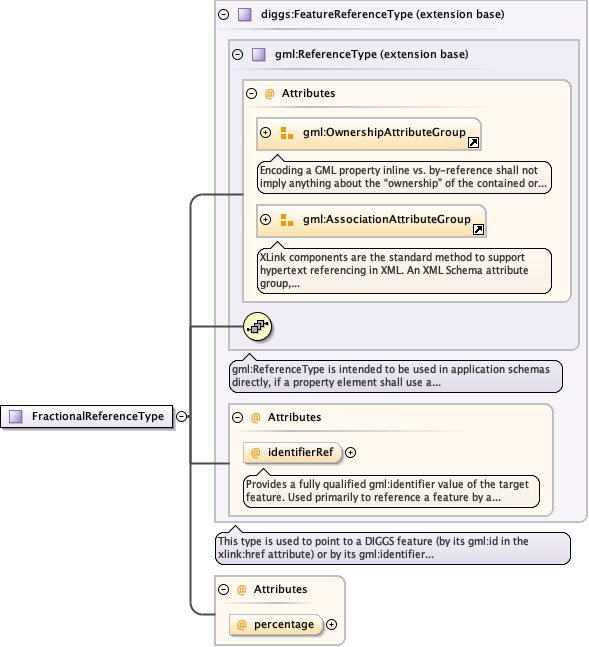 diggs:FeatureReferenceType (extension base)
gml:ReferenceType (extension base)
@ Attributes
gml:OwnershipAttributeGroup
Encoding a GML property inline vs. by-reference shall not
imply anything about the “ownership” of the contained or...
gml:AssociationAttributeGroup
XLink components are the standard method to support
hypertext referencing in XML. An XML Schema attribute
group,...
gml:ReferenceType is intended to be used in application schemas
directly, if a property element shall use a...
FractionalReferenceType
@ Attributes
@ identifierRef
Provides a fully qualified gml:identifier value of the target
feature. Used primarily to reference a feature by a...
This type is used to point to a DIGGS feature (by its gml:id in the
xlink:href attribute) or by its gml:identifier...
@ Attributes
@ percentage